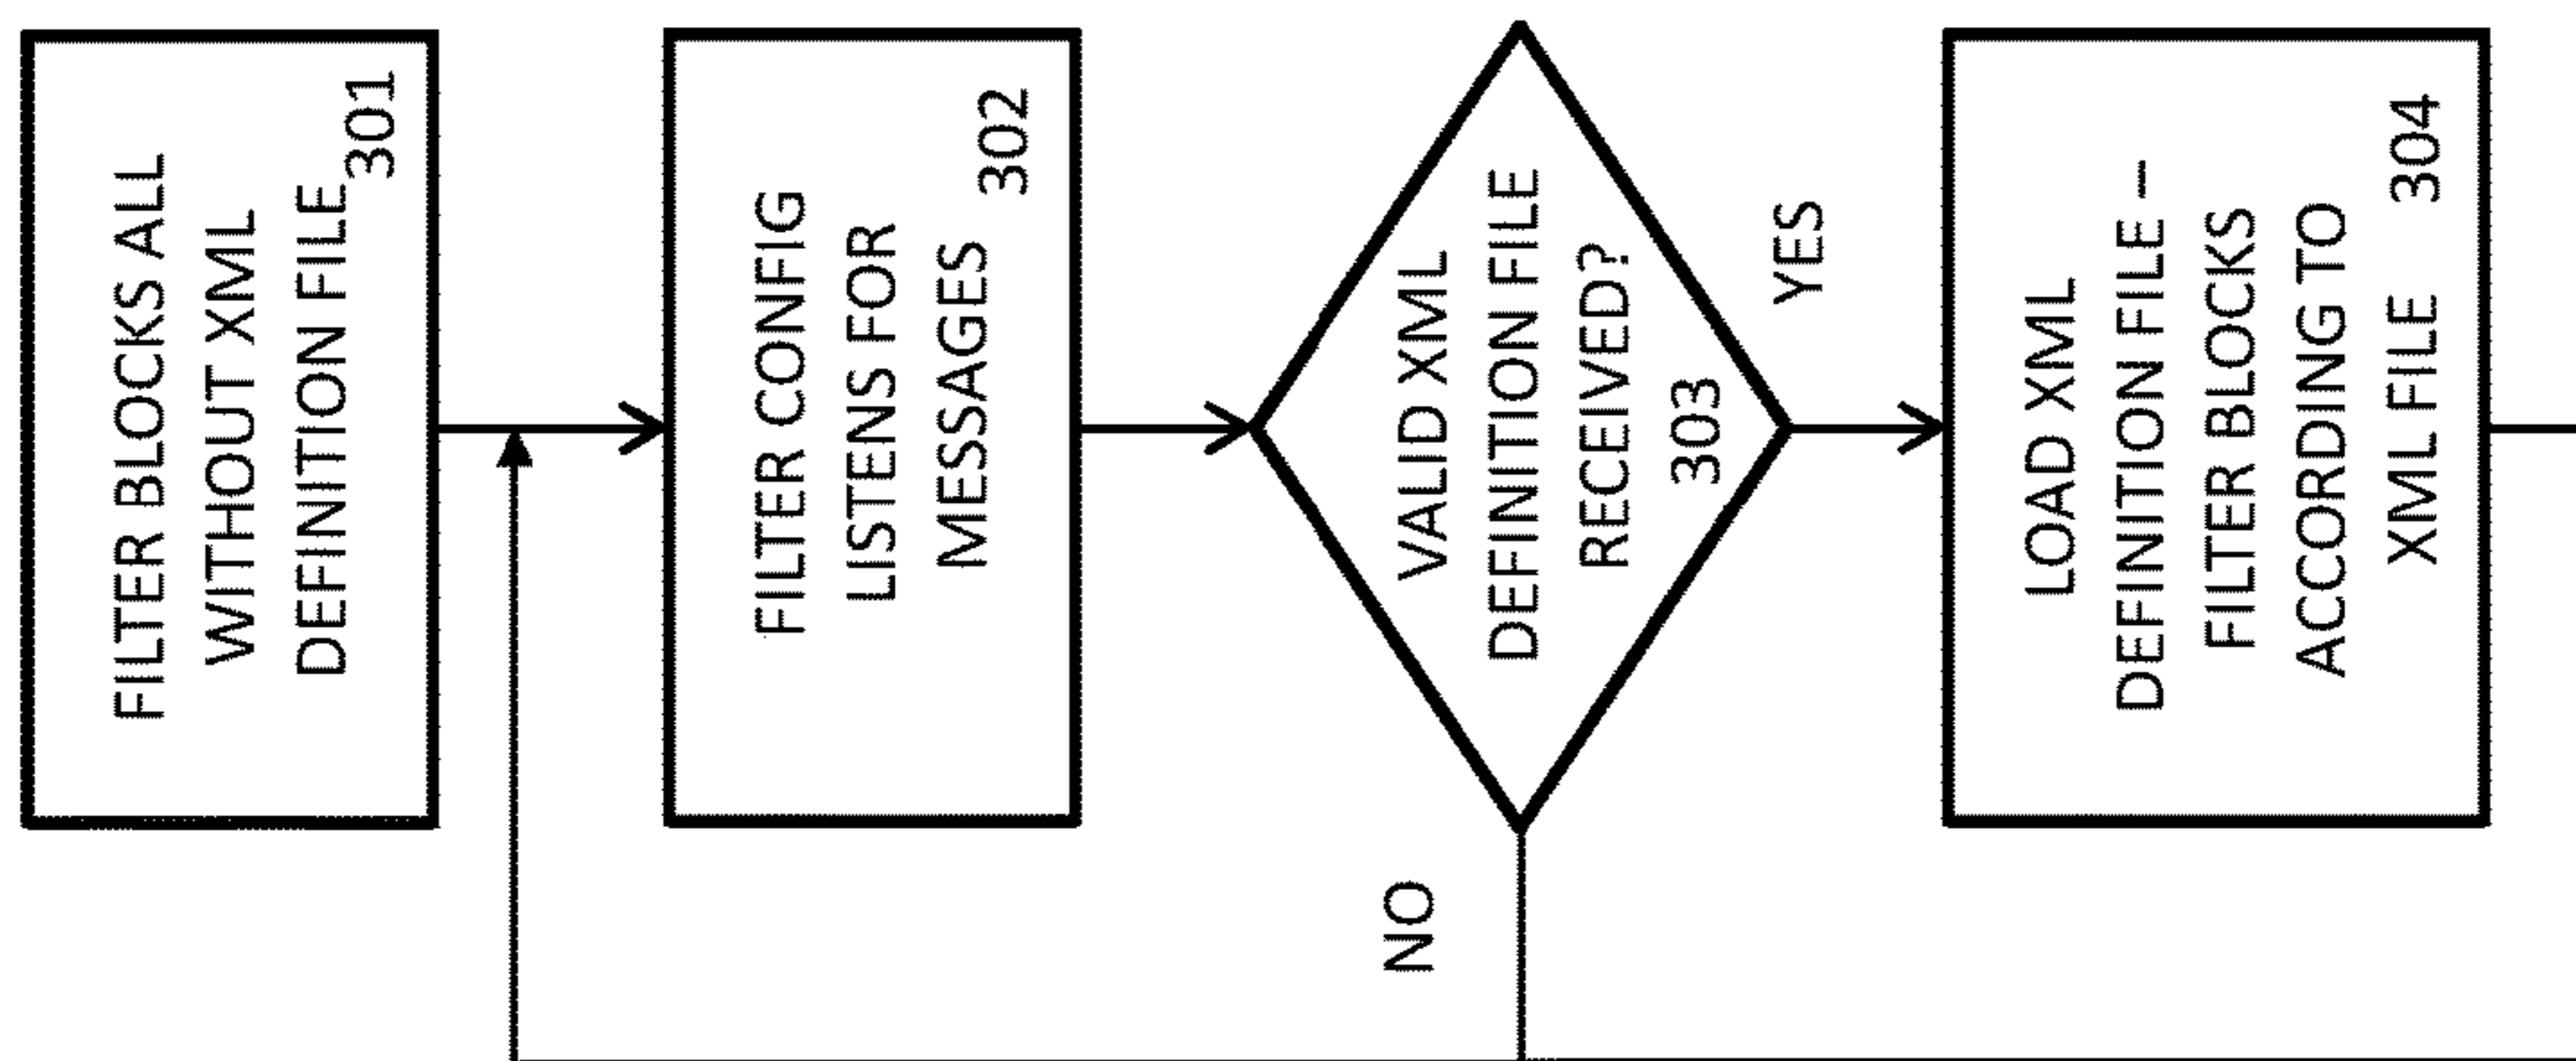 FILTER BLOCKS ALL
WITHOUT XML
DEFINITION FILE
301
FILTER CONFIG
LISTENS FOR
MESSAGES
302
VALID XML
DEFINITION FILE
RECEIVED?
303
NO
YES
LOAD XML
DEFINITION FILE –
FILTER BLOCKS
ACCORDING TO
XML FILE 304